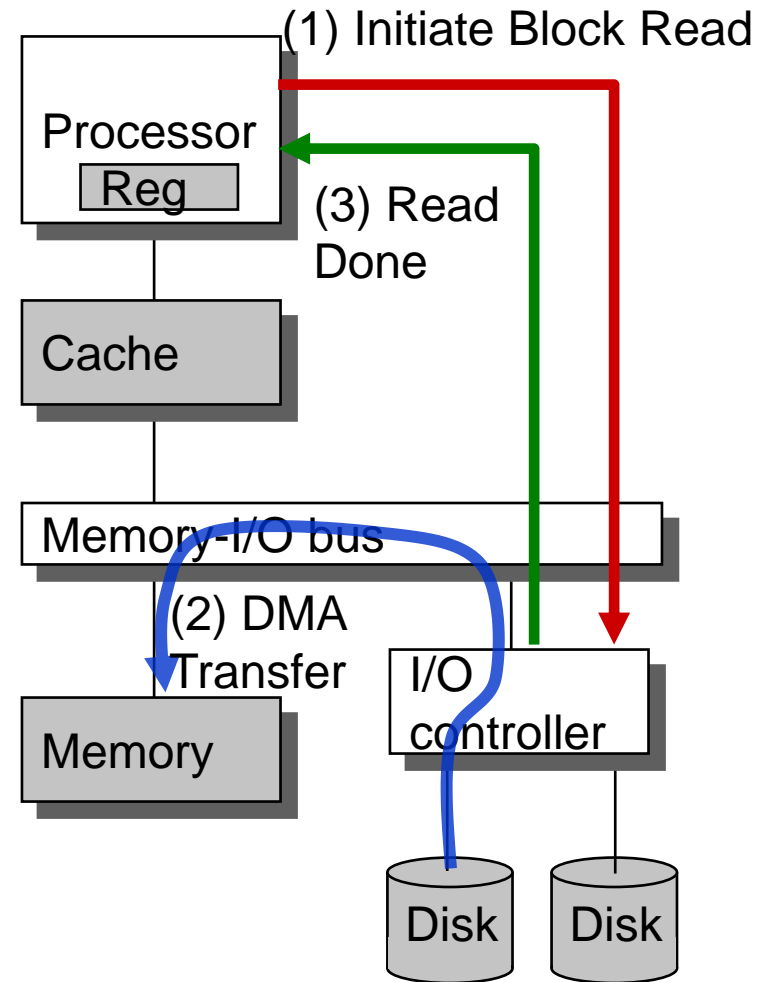 (1) Initiate Block Read
Processor
Reg
(3) Read
Done
Cache
Memory-I/O bus
(2) DMA
Transfer
I/O
controller
Memory
Disk
Disk